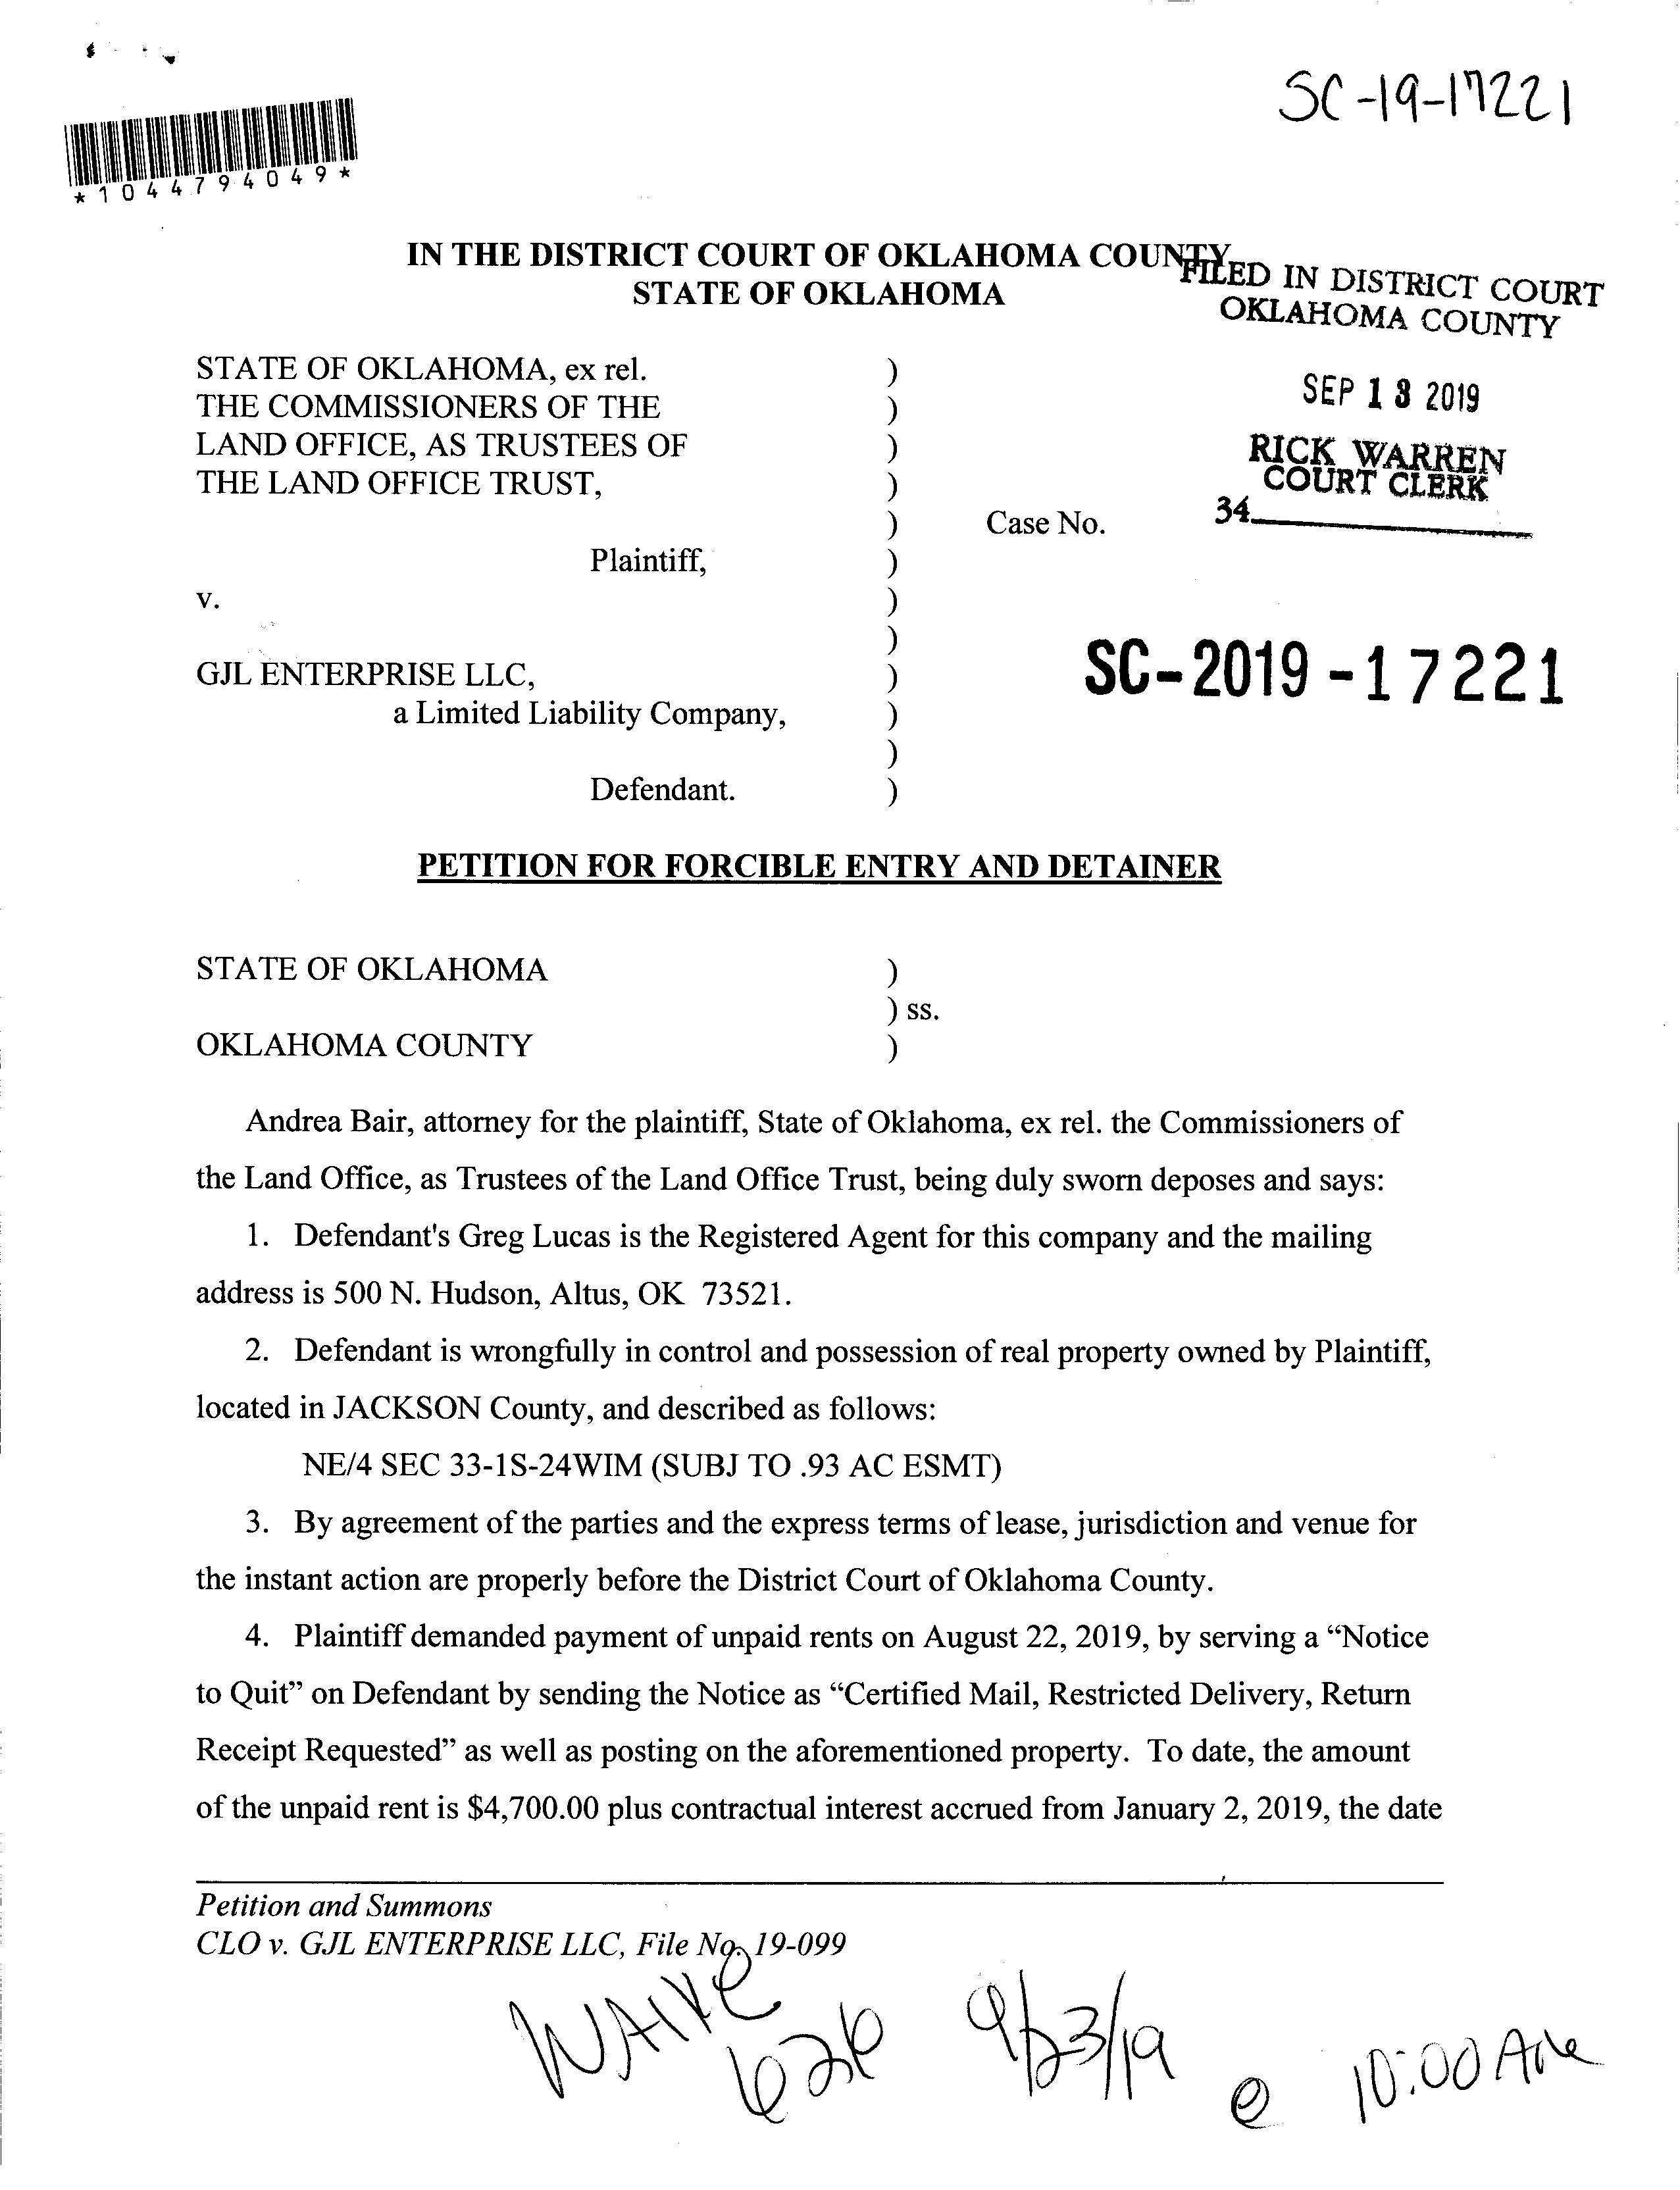 SC-19-17221
*1044794049*
IN THE DISTRICT COURT OF OKLAHOMA COUNTY
STATE OF OKLAHOMA
FILED IN DISTRICT COURT
OKLAHOMA COUNTY
SEP 13 2019
RICK WARREN
COURT CLERK
34
STATE OF OKLAHOMA, ex rel. )
THE COMMISSIONERS OF THE )
LAND OFFICE, AS TRUSTEES OF )
THE LAND OFFICE TRUST, )
) Case No.
Plaintiff, )
v. )
)
GJL ENTERPRISE LLC, )
a Limited Liability Company, )
)
Defendant. )
SC-2019-17221
PETITION FOR FORCIBLE ENTRY AND DETAINER
STATE OF OKLAHOMA )
) ss.
OKLAHOMA COUNTY )
Andrea Bair, attorney for the plaintiff, State of Oklahoma, ex rel. the Commissioners of
the Land Office, as Trustees of the Land Office Trust, being duly sworn deposes and says:
1. Defendant's Greg Lucas is the Registered Agent for this company and the mailing
address is 500 N. Hudson, Altus, OK 73521.
2. Defendant is wrongfully in control and possession of real property owned by Plaintiff,
located in JACKSON County, and described as follows:
NE/4 SEC 33-1S-24WIM (SUBJ TO .93 AC ESMT)
3. By agreement of the parties and the express terms of lease, jurisdiction and venue for
the instant action are properly before the District Court of Oklahoma County.
4. Plaintiff demanded payment of unpaid rents on August 22, 2019, by serving a “Notice
to Quit” on Defendant by sending the Notice as “Certified Mail, Restricted Delivery, Return
Receipt Requested” as well as posting on the aforementioned property. To date, the amount
of the unpaid rent is $4,700.00 plus contractual interest accrued from January 2, 2019, the date
Petition and Summons
CLO v. GJL ENTERPRISE LLC, File No. 19-099
WAIVE
9/23/19 @ 10:00 AM